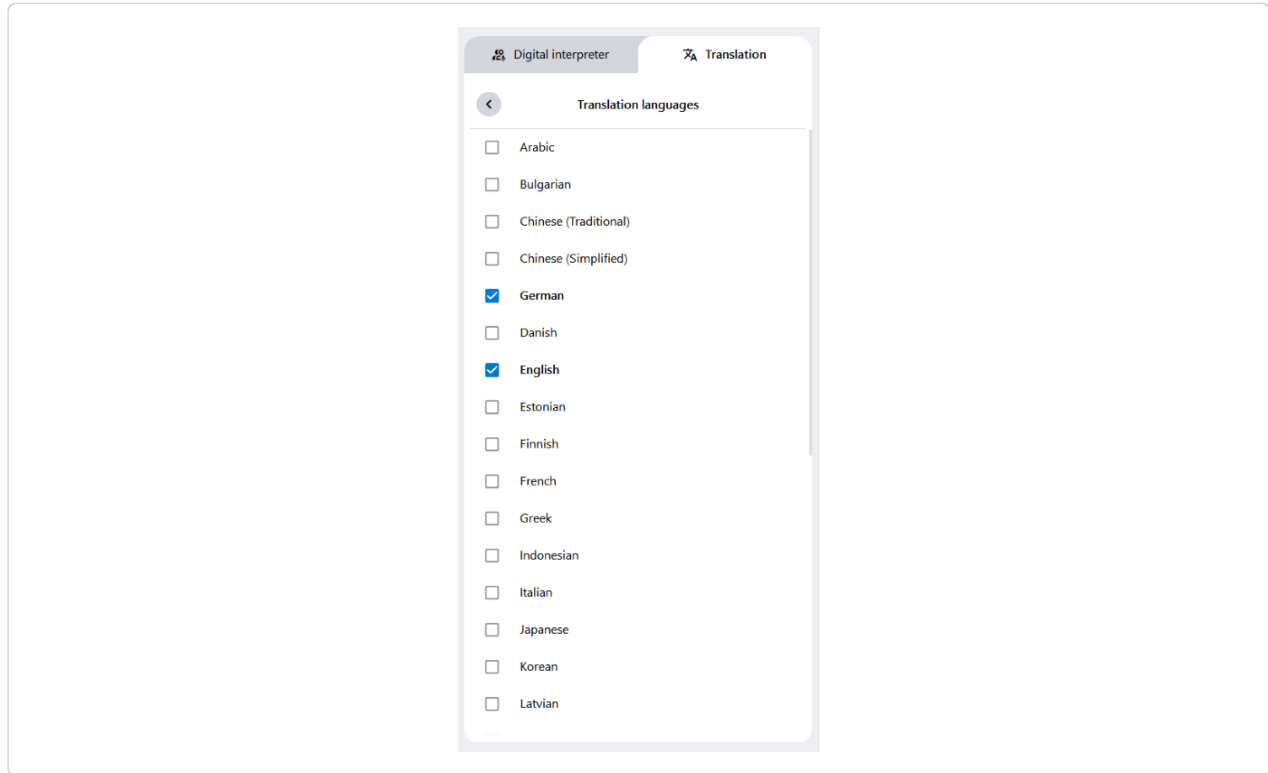 Digital interpreter
Translation
Translation languages
Arabic
Bulgarian
Chinese (Traditional)
Chinese (Simplified)
German
Danish
English
Estonian
Finnish
French
Greek
Indonesian
Italian
Japanese
Korean
Latvian